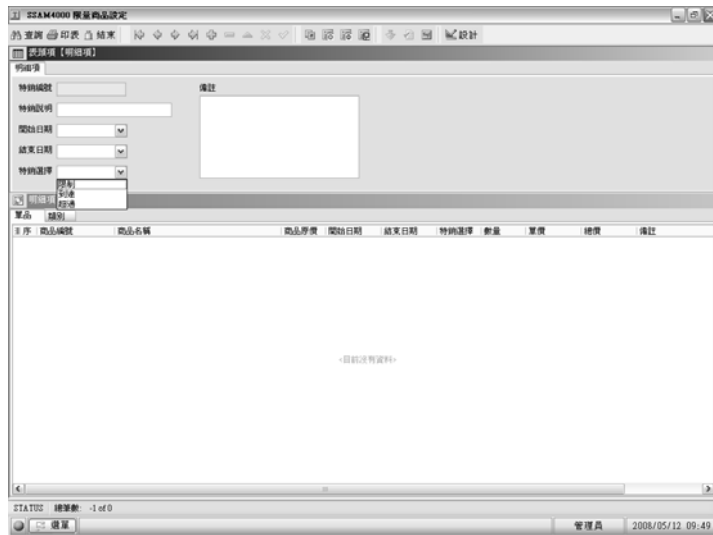 SSAM4000 限量商品設定
查詢 印表 結束 設計
表頭項【明細項】
明細項
特銷編號 備註
特銷說明
開始日期
結束日期
特銷選擇
限制
到達
超過
明細項
單品 類別
序 商品編號 商品名稱 商品原價 開始日期 結束日期 特銷選擇 數量 單價 總價 備註
<目前沒有資料>
STATUS 總筆數: -1 of 0
選單 管理員 2008/05/12 09:49